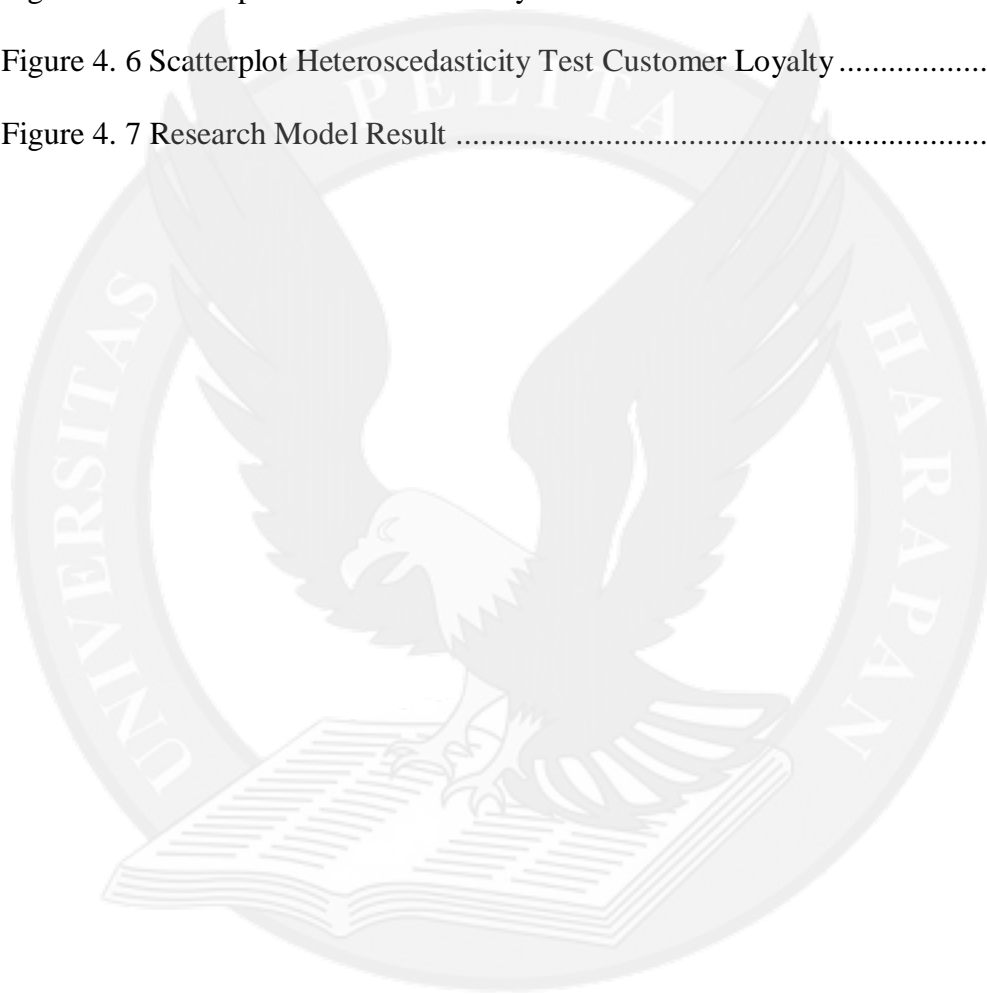 Figure 4. 6 Scatterplot Heteroscedasticity Test Customer Loyalty ..................
Figure 4. 7 Research Model Result ................................................................
UNIVERSITAS PELITA HARAPAN